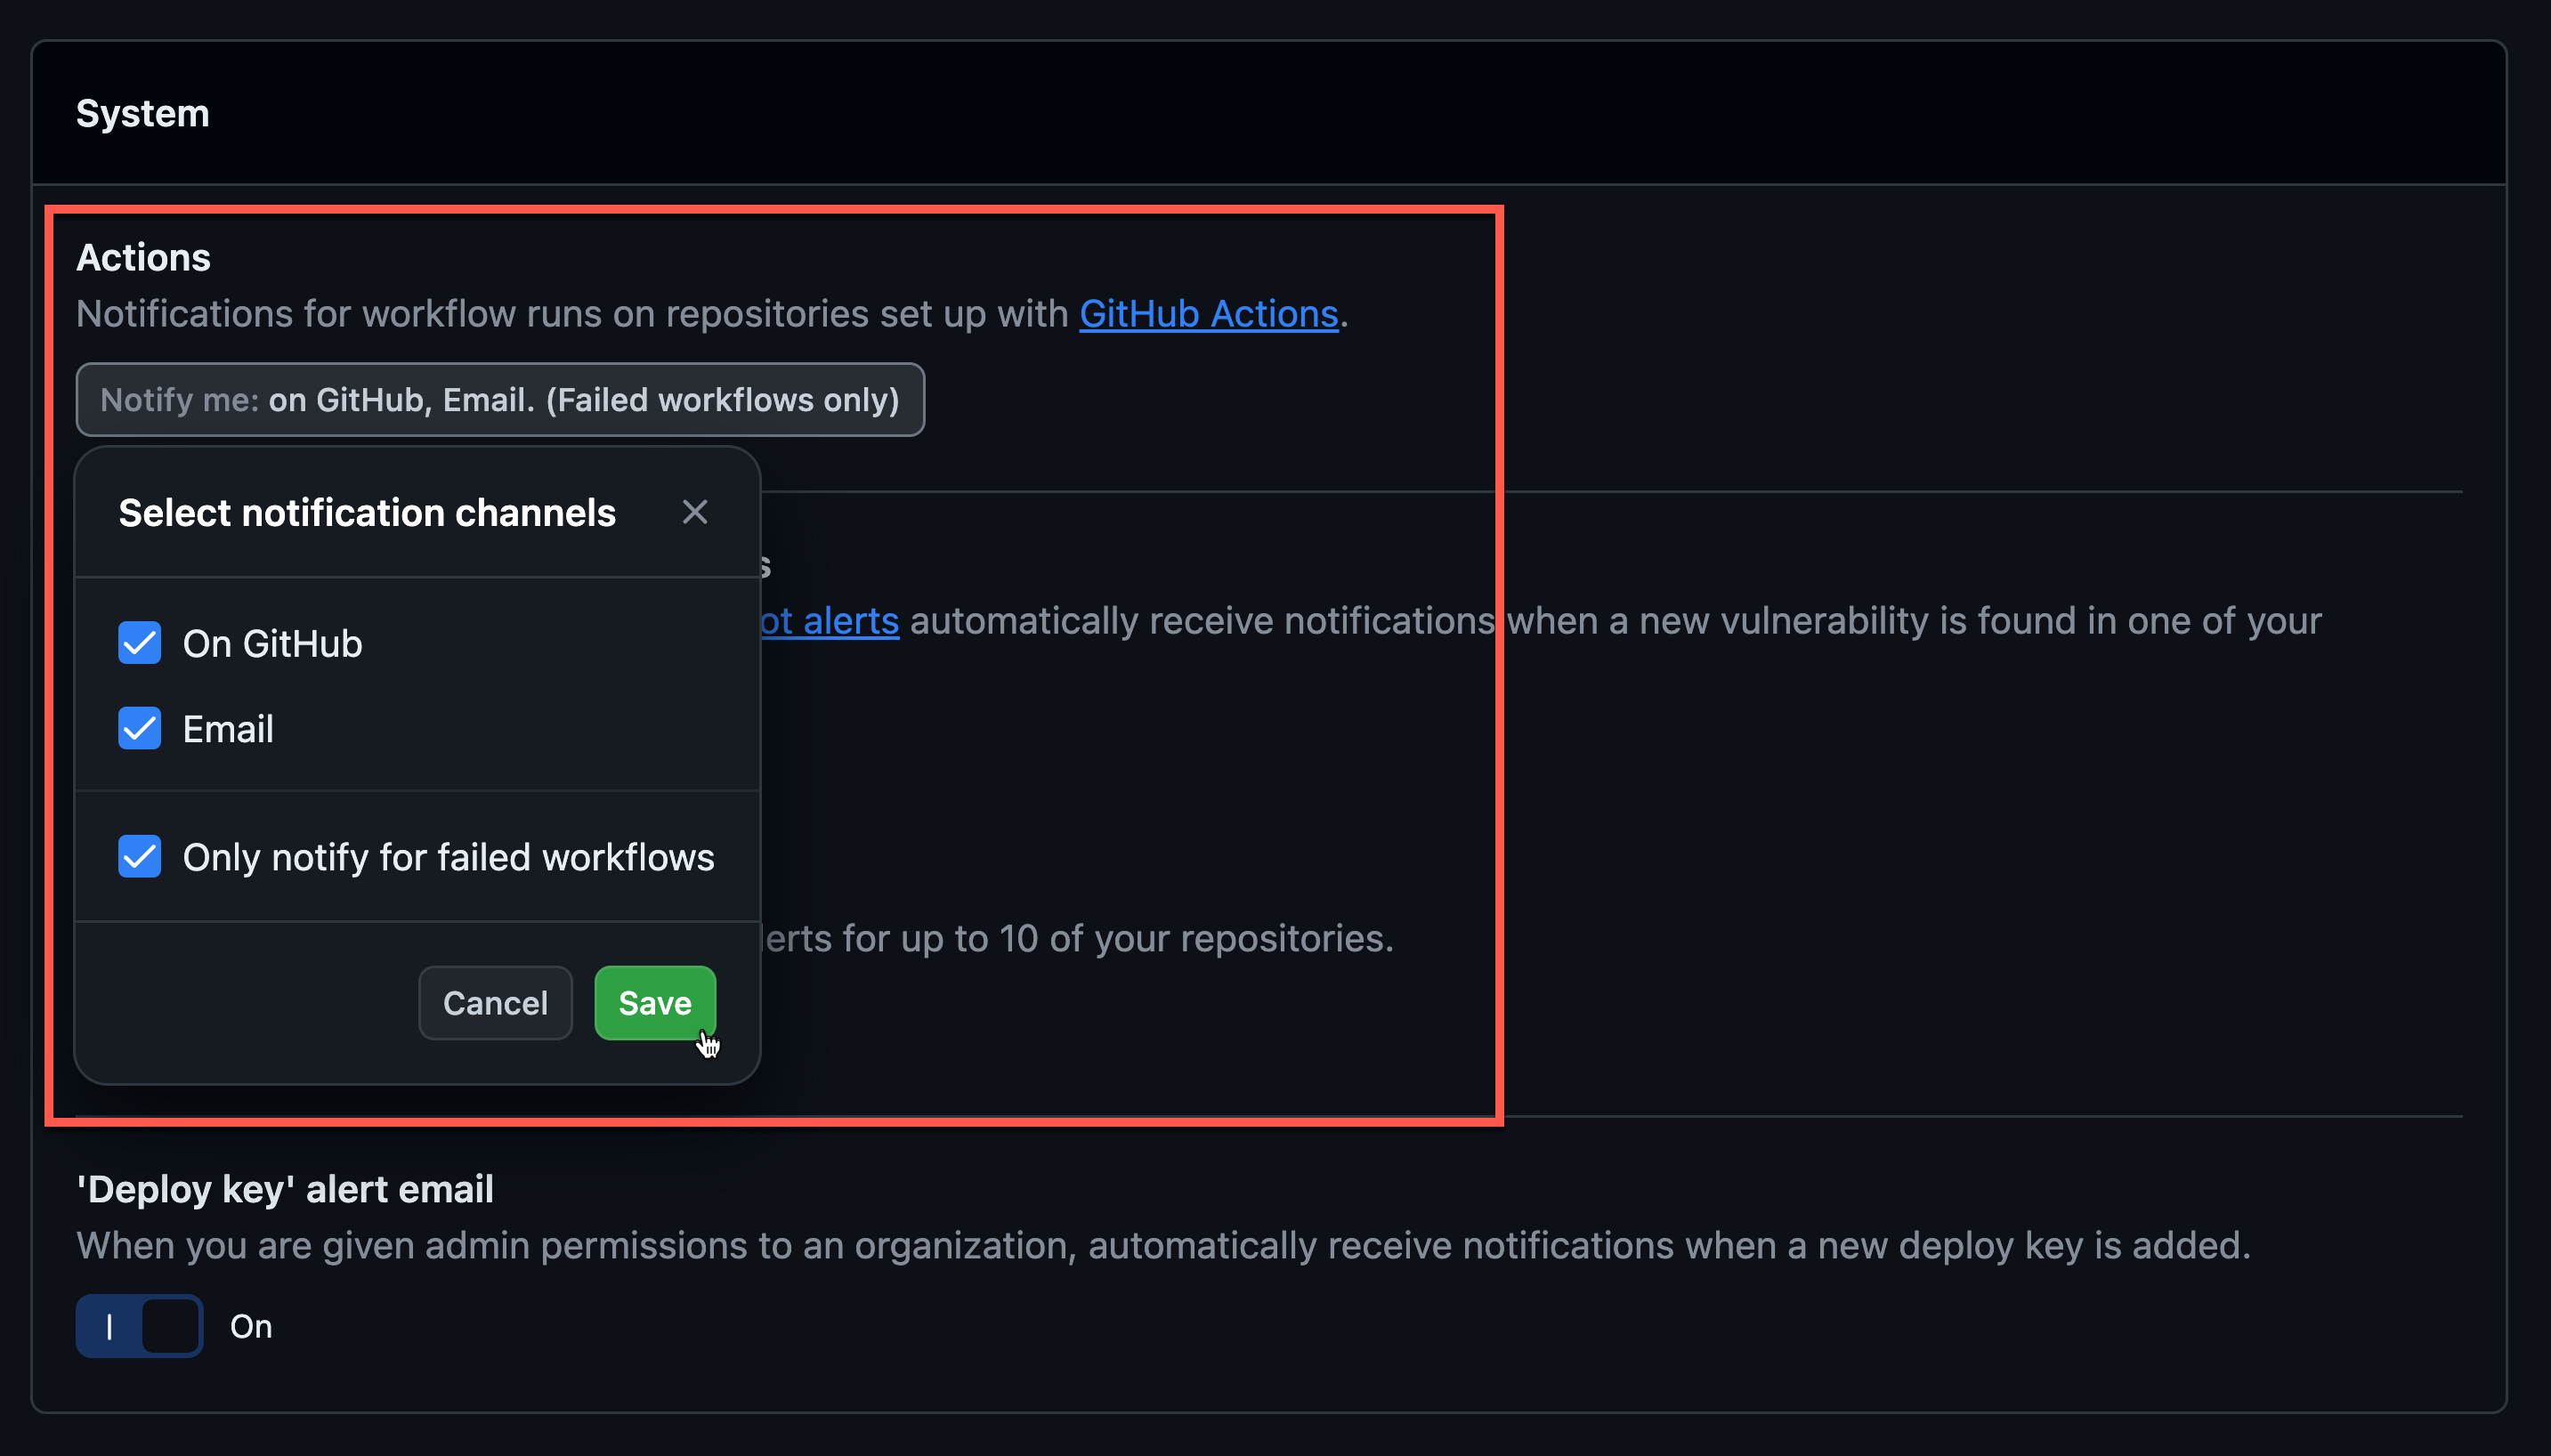 System
Actions
Notifications for workflow runs on repositories set up with GitHub Actions.
Notify me: on GitHub, Email. (Failed workflows only)
Select notification channels
On GitHub
alerts automatically receive notifications when a new vulnerability is found in one of your
Email
Only notify for failed workflows
for up to 10 of your repositories.
Cancel Save
'Deploy key' alert email
When you are given admin permissions to an organization, automatically receive notifications when a new deploy key is added.
On